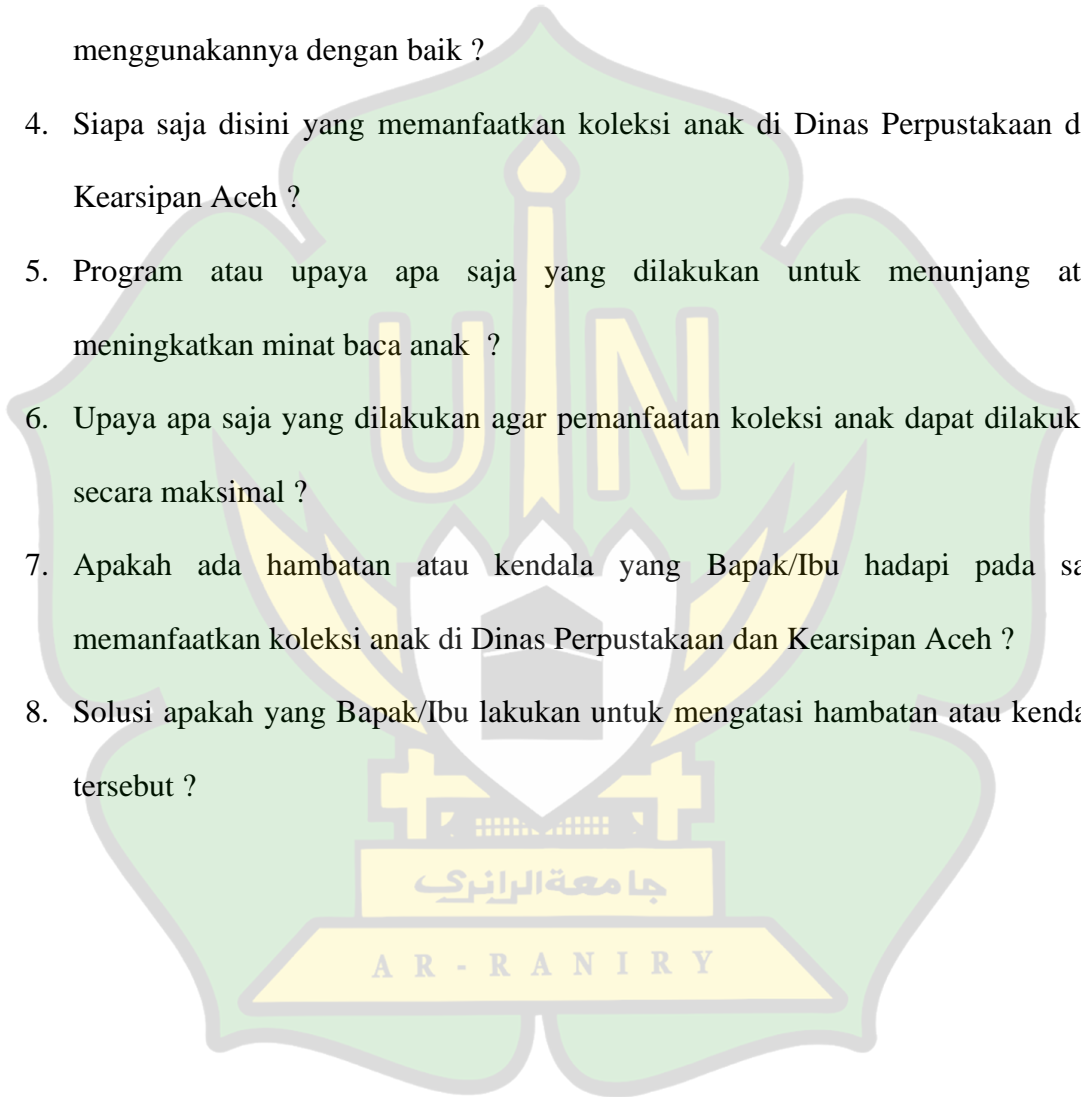 menggunakannya dengan baik ?
4. Siapa saja disini yang memanfaatkan koleksi anak di Dinas Perpustakaan d
Kearsipan Aceh ?
5. Program atau upaya apa saja yang dilakukan untuk menunjang at
meningkatkan minat baca anak ?
6. Upaya apa saja yang dilakukan agar pemanfaatan koleksi anak dapat dilakuk
secara maksimal ?
7. Apakah ada hambatan atau kendala yang Bapak/Ibu hadapi pada sa
memanfaatkan koleksi anak di Dinas Perpustakaan dan Kearsipan Aceh ?
8. Solusi apakah yang Bapak/Ibu lakukan untuk mengatasi hambatan atau kenda
tersebut ?
UIN
جامعةالرانري
AR-RANIRY